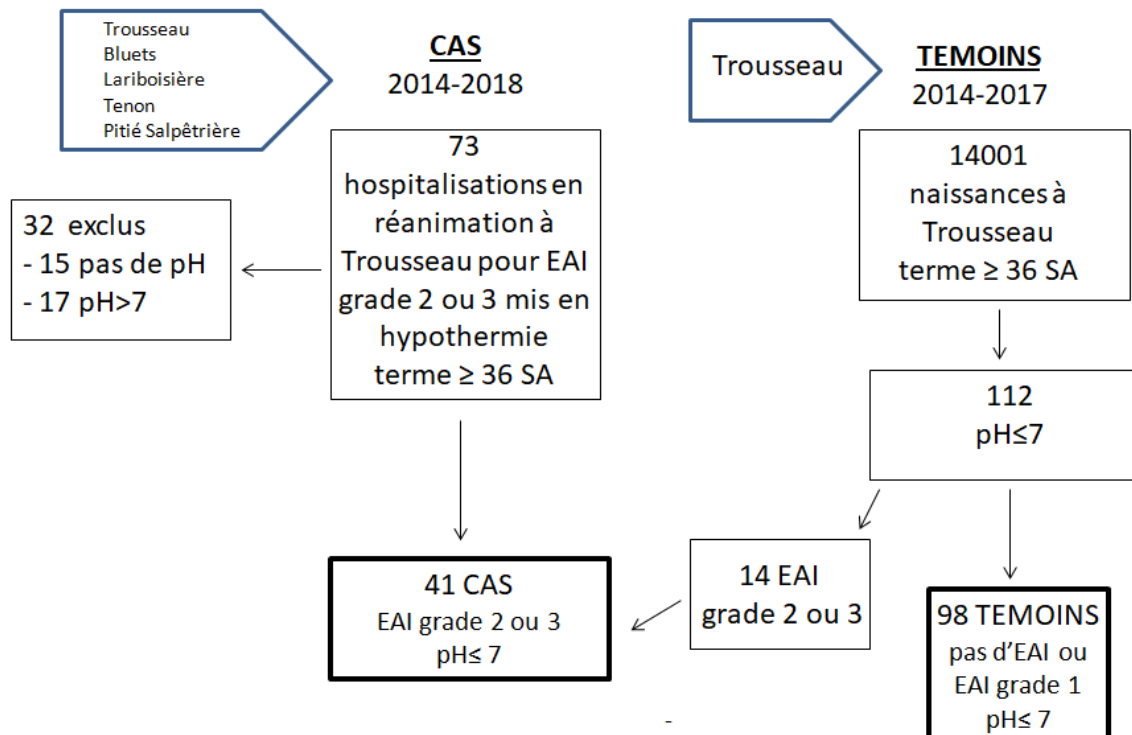 Trousseau
Bluets
Lariboisière
Tenon
Pitié Salpêtrière
CAS
2014-2018
Trousseau
TEMOINS
2014-2017
73
hospitalisations en
réanimation à
Trousseau pour EAI
grade 2 ou 3 mis en
hypothermie
terme ≥ 36 SA
14001
naissances à
Trousseau
terme ≥ 36 SA
32 exclus
- 15 pas de pH
- 17 pH>7
112
pH≤7
14 EAI
grade 2 ou 3
41 CAS
EAI grade 2 ou 3
pH≤ 7
98 TEMOINS
pas d’EAI ou
EAI grade 1
pH≤ 7